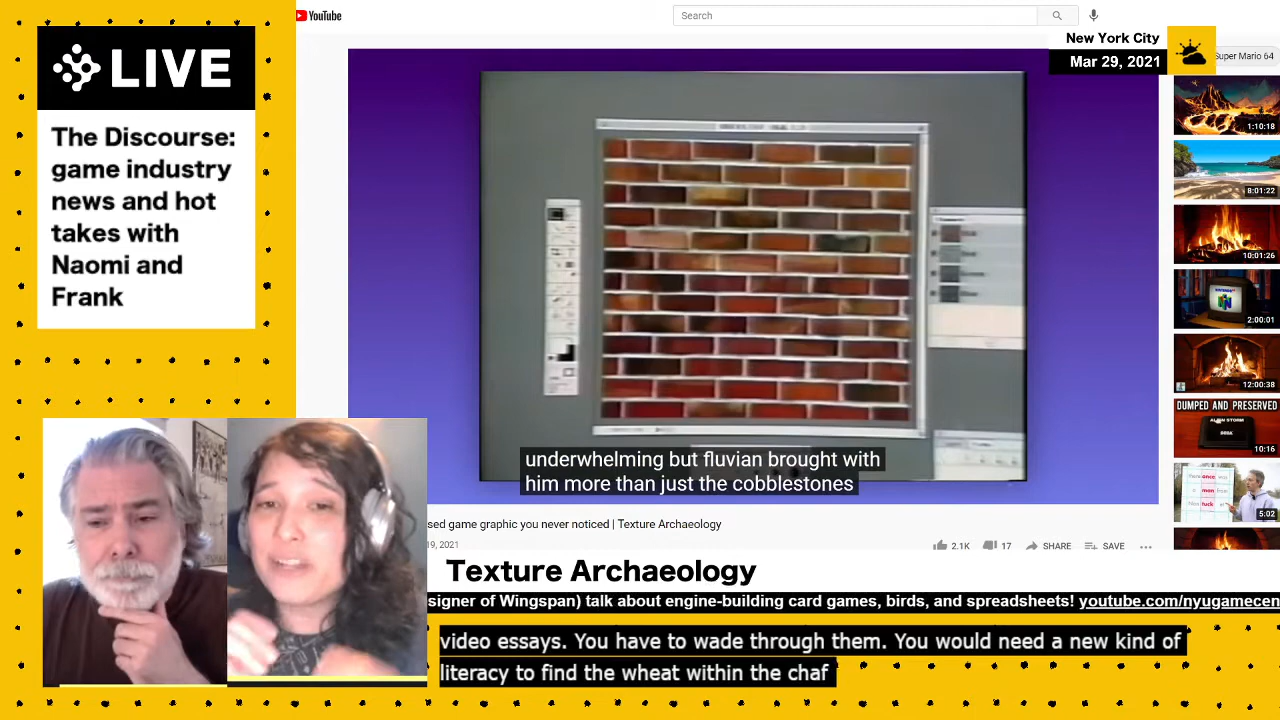 LIVE
The Discourse:
game industry
news and hot
takes with
Naomi and
Frank
YouTube
Search
New York City
Mar 29, 2021
Super Mario 64
1:10:18
8:01:22
10:01:26
2:00:01
12:00:38
DUMPED AND PRESERVED
ALIEN STORM
SEGA
10:16
5:02
underwhelming but fluvian brought with
him more than just the cobblestones
sed game graphic you never noticed | Texture Archaeology
19, 2021
2.1K
17
SHARE
SAVE
Texture Archaeology
signer of Wingspan) talk about engine-building card games, birds, and spreadsheets! youtube.com/nyugamecen
video essays. You have to wade through them. You would need a new kind of
literacy to find the wheat within the chaf